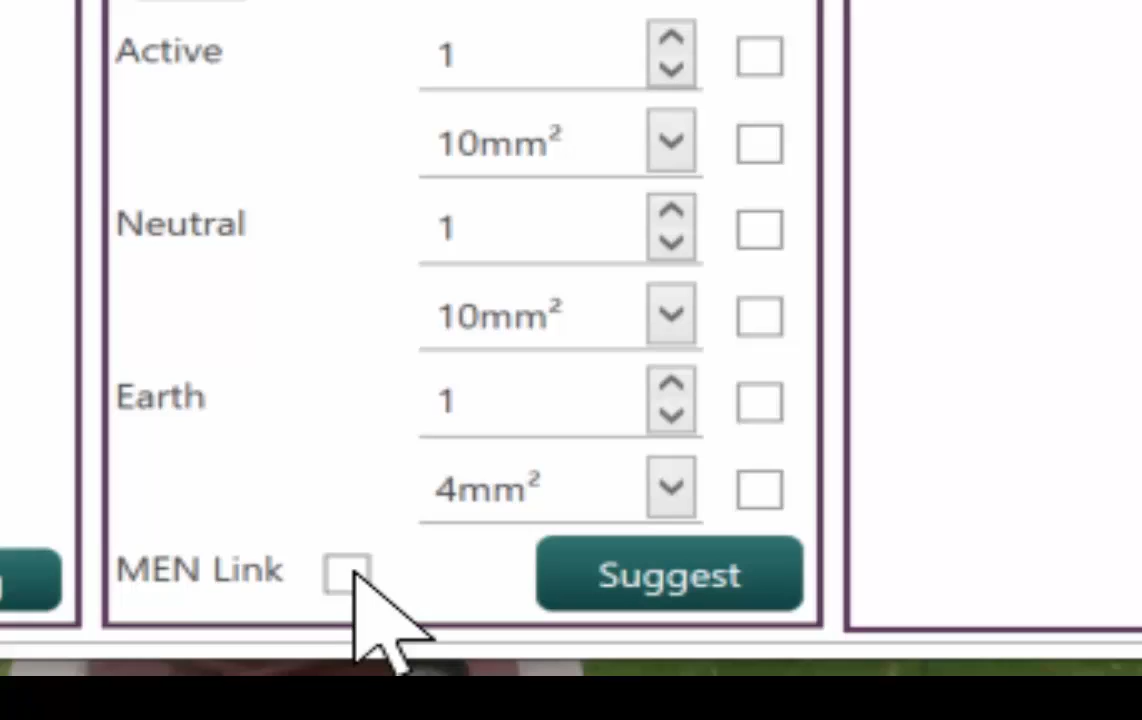 Active 1
10mm²
Neutral 1
10mm²
Earth 1
4mm²
MEN Link Suggest